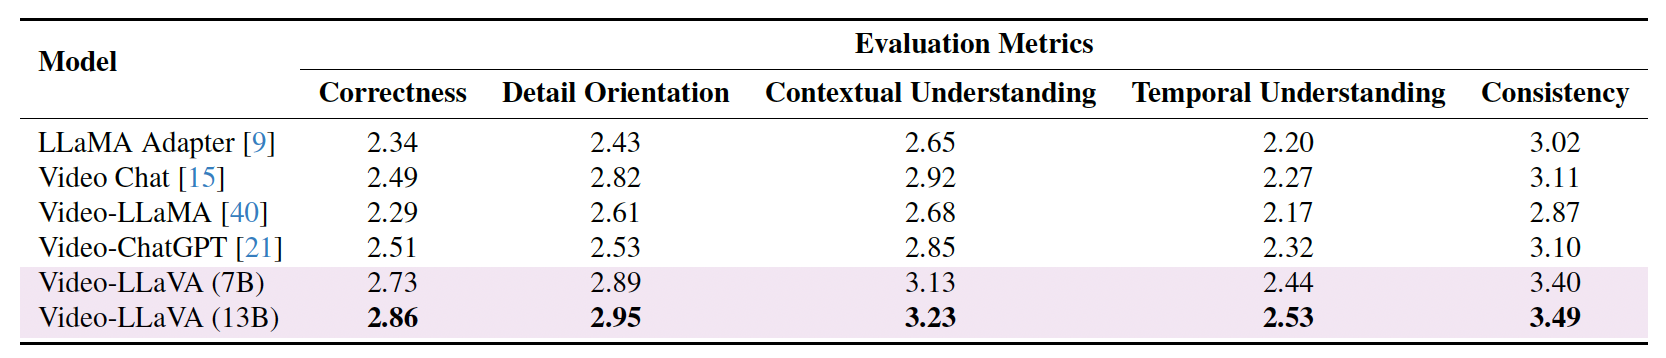 Model Evaluation Metrics
Correctness Detail Orientation Contextual Understanding Temporal Understanding Consistency
LLaMA Adapter [9] 2.34 2.43 2.65 2.20 3.02
Video Chat [15] 2.49 2.82 2.92 2.27 3.11
Video-LLaMA [40] 2.29 2.61 2.68 2.17 2.87
Video-ChatGPT [21] 2.51 2.53 2.85 2.32 3.10
Video-LLaVA (7B) 2.73 2.89 3.13 2.44 3.40
Video-LLaVA (13B) 2.86 2.95 3.23 2.53 3.49